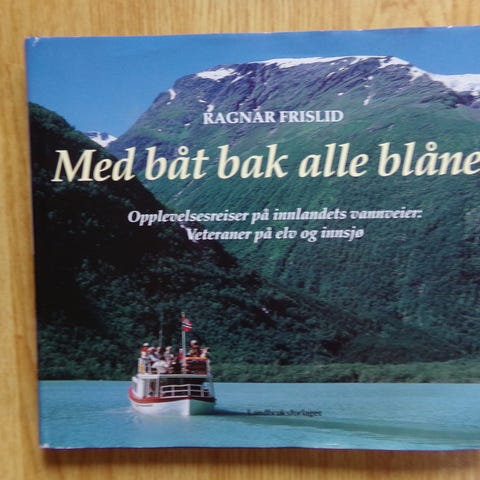 RAGNAR FRISLID
Med båt bak alle blåne
Opplevelsesreiser på innlandets vannveier:
Veteraner på elv og innsjø
Landbruksforlaget